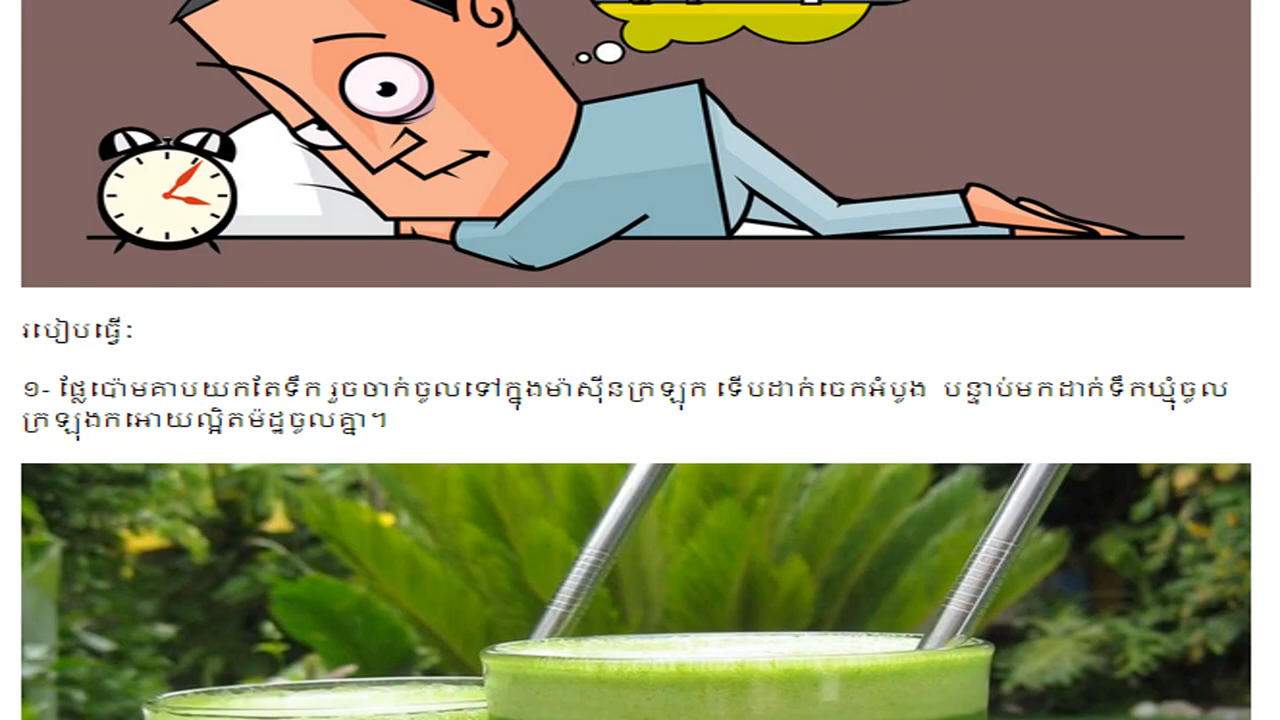 របៀបធ្វើៈ
១- ផ្លែប៉ោមគាបយកតែទឹក រួចចាក់ចូលទៅក្នុងម៉ាស៊ីនក្រឡុក ទើបដាក់ចេកអំបូង បន្ទាប់មកដាក់ទឹកឃ្មុំចូល
ក្រឡុងកអោយល្អិតម៉ដ្ឋចូលគ្នា។